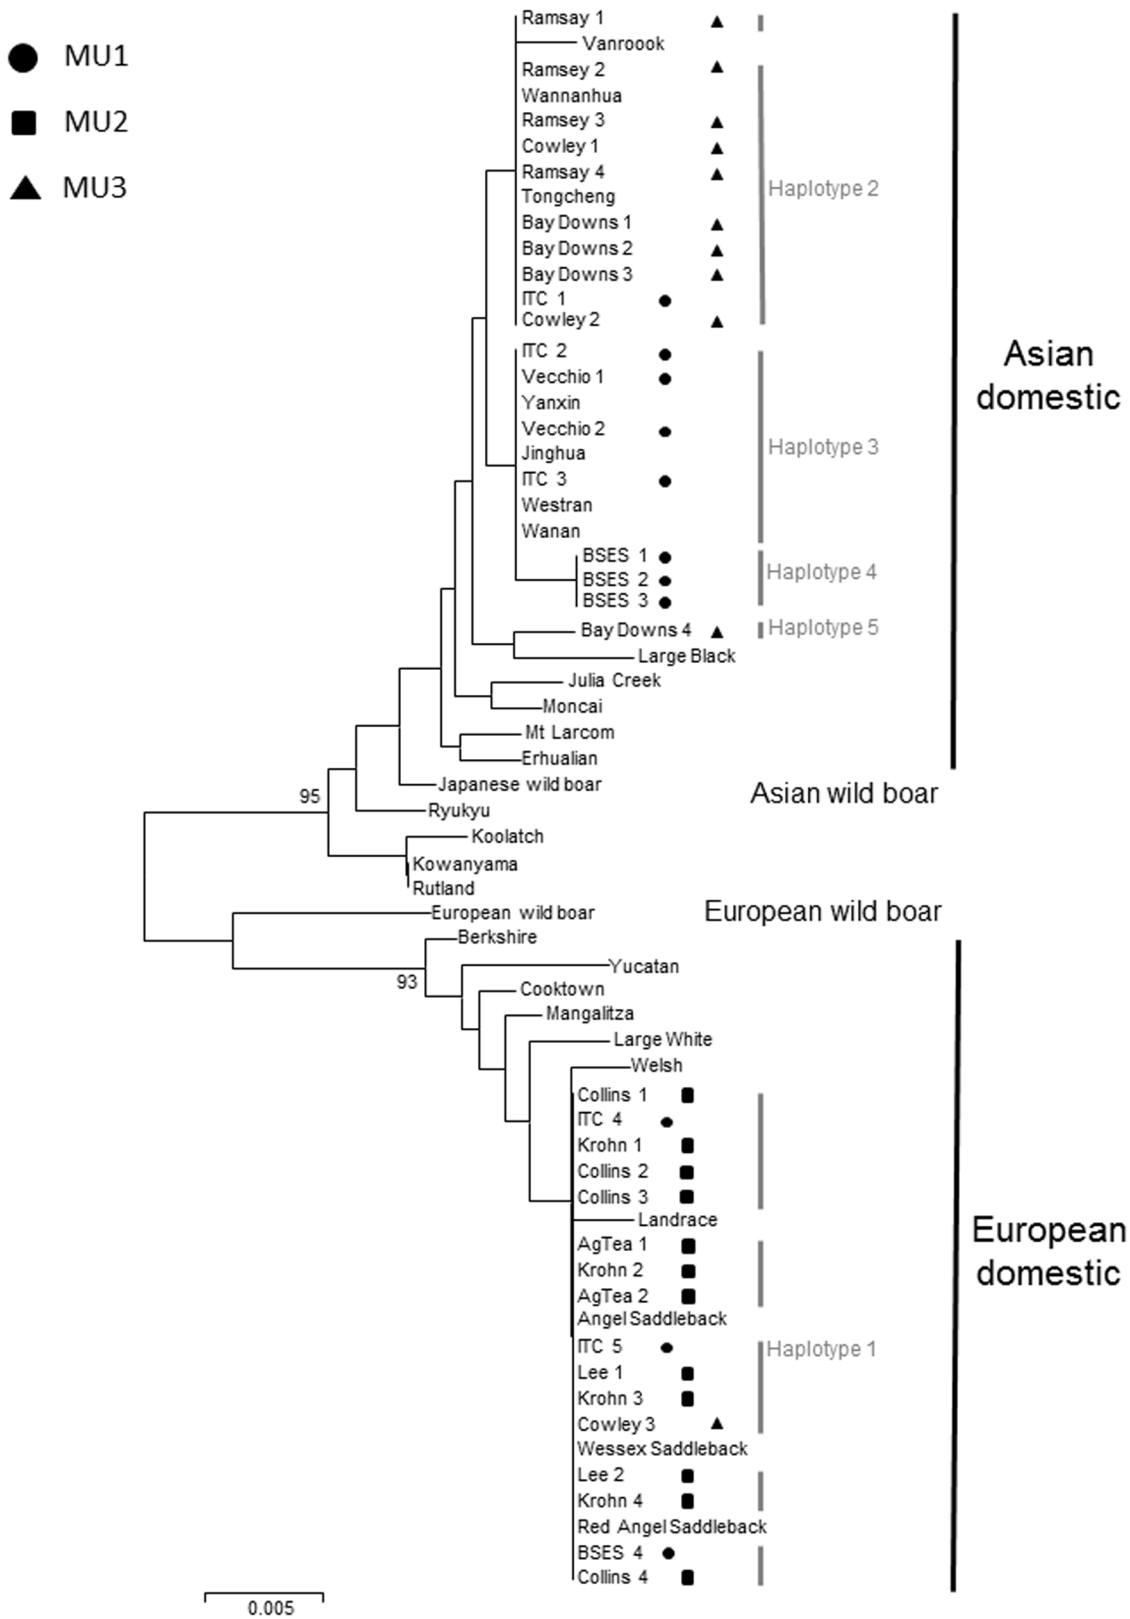 MU1
MU2
MU3
Ramsay 1
Vanroook
Ramsey 2
Wannanhua
Ramsey 3
Cowley 1
Ramsay 4
Haplotype 2
Tongcheng
Bay Downs 1
Bay Downs 2
Bay Downs 3
ITC 1
Cowley 2
Asian
domestic
ITC 2
Vecchio 1
Yanxin
Vecchio 2
Haplotype 3
Jinghua
ITC 3
Westran
Wanan
BSES 1
Haplotype 4
BSES 2
BSES 3
Bay Downs 4
Haplotype 5
Large Black
Julia Creek
Moncai
Mt Larcom
Erhualian
Japanese wild boar
Asian wild boar
95
Ryukyu
Koolatch
Kowanyama
Rutland
European wild boar
European wild boar
Berkshire
Yucatan
93
Cooktown
Mangalitza
Large White
Welsh
Collins 1
ITC 4
Krohn 1
Collins 2
Collins 3
Landrace
European
domestic
AgTea 1
Krohn 2
AgTea 2
Angel Saddleback
ITC 5
Haplotype 1
Lee 1
Krohn 3
Cowley 3
Wessex Saddleback
Lee 2
Krohn 4
Red Angel Saddleback
BSES 4
Collins 4
0.005